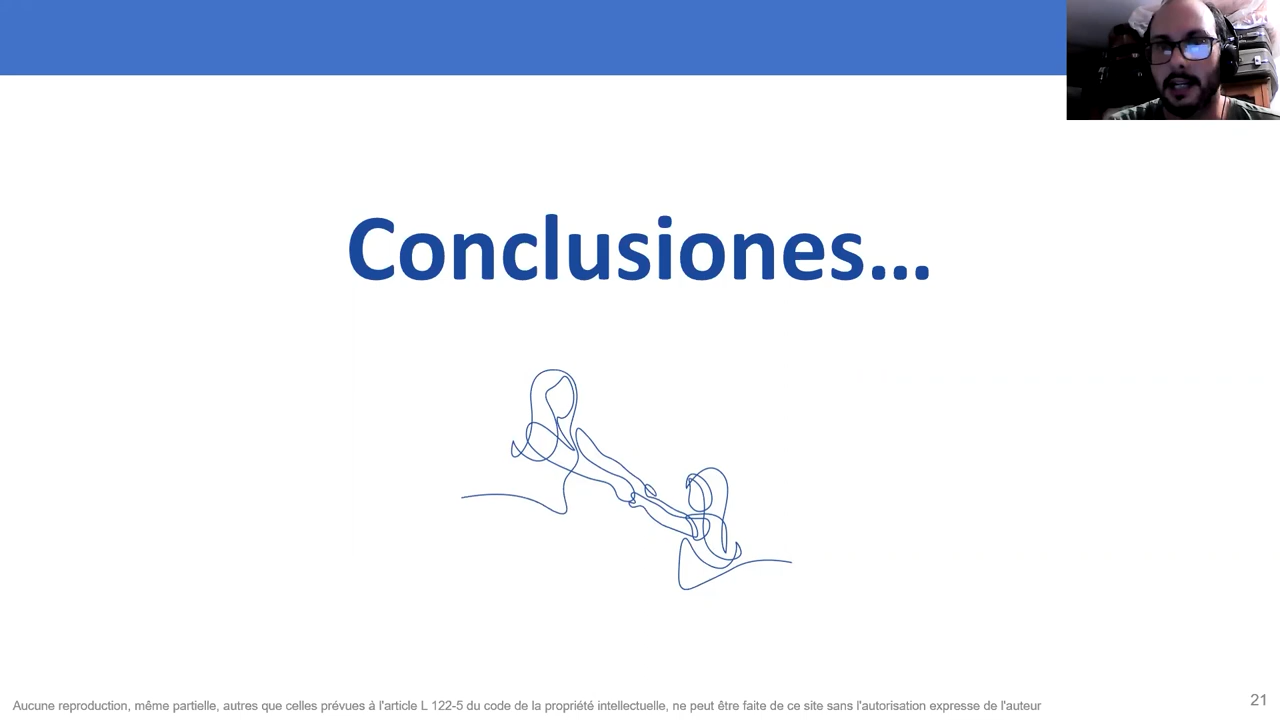 Conclusiones...
Aucune reproduction, même partielle, autres que celles prévues à l'article L 122-5 du code de la propriété intellectuelle, ne peut être faite de ce site sans l'autorisation expresse de l'auteur
21